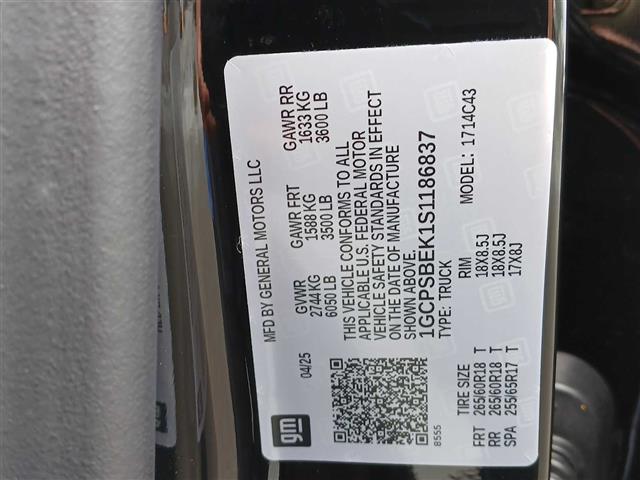 MFD BY GENERAL MOTORS LLC
04/25
GVWR GAWR FRT GAWR RR
2744 KG 1588 KG 1633 KG
6050 LB 3500 LB 3600 LB
THIS VEHICLE CONFORMS TO ALL
APPLICABLE U.S. FEDERAL MOTOR
VEHICLE SAFETY STANDARDS IN EFFECT
ON THE DATE OF MANUFACTURE
SHOWN ABOVE.
1GCPSBEK1S1186837
TYPE: TRUCK
gm
8555
MODEL: 1714C43
TIRE SIZE RIM
FRT 265/60R18 T 18X8.5J
RR 265/60R18 T 18X8.5J
SPA 255/65R17 T 17X8J